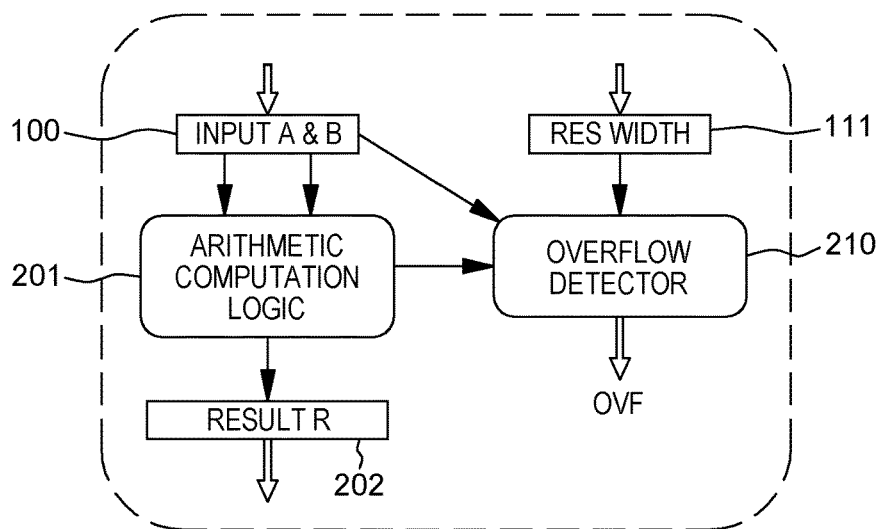 100
INPUT A & B
RES WIDTH
111
201
ARITHMETIC
COMPUTATION
LOGIC
OVERFLOW
DETECTOR
210
RESULT R
202
OVF